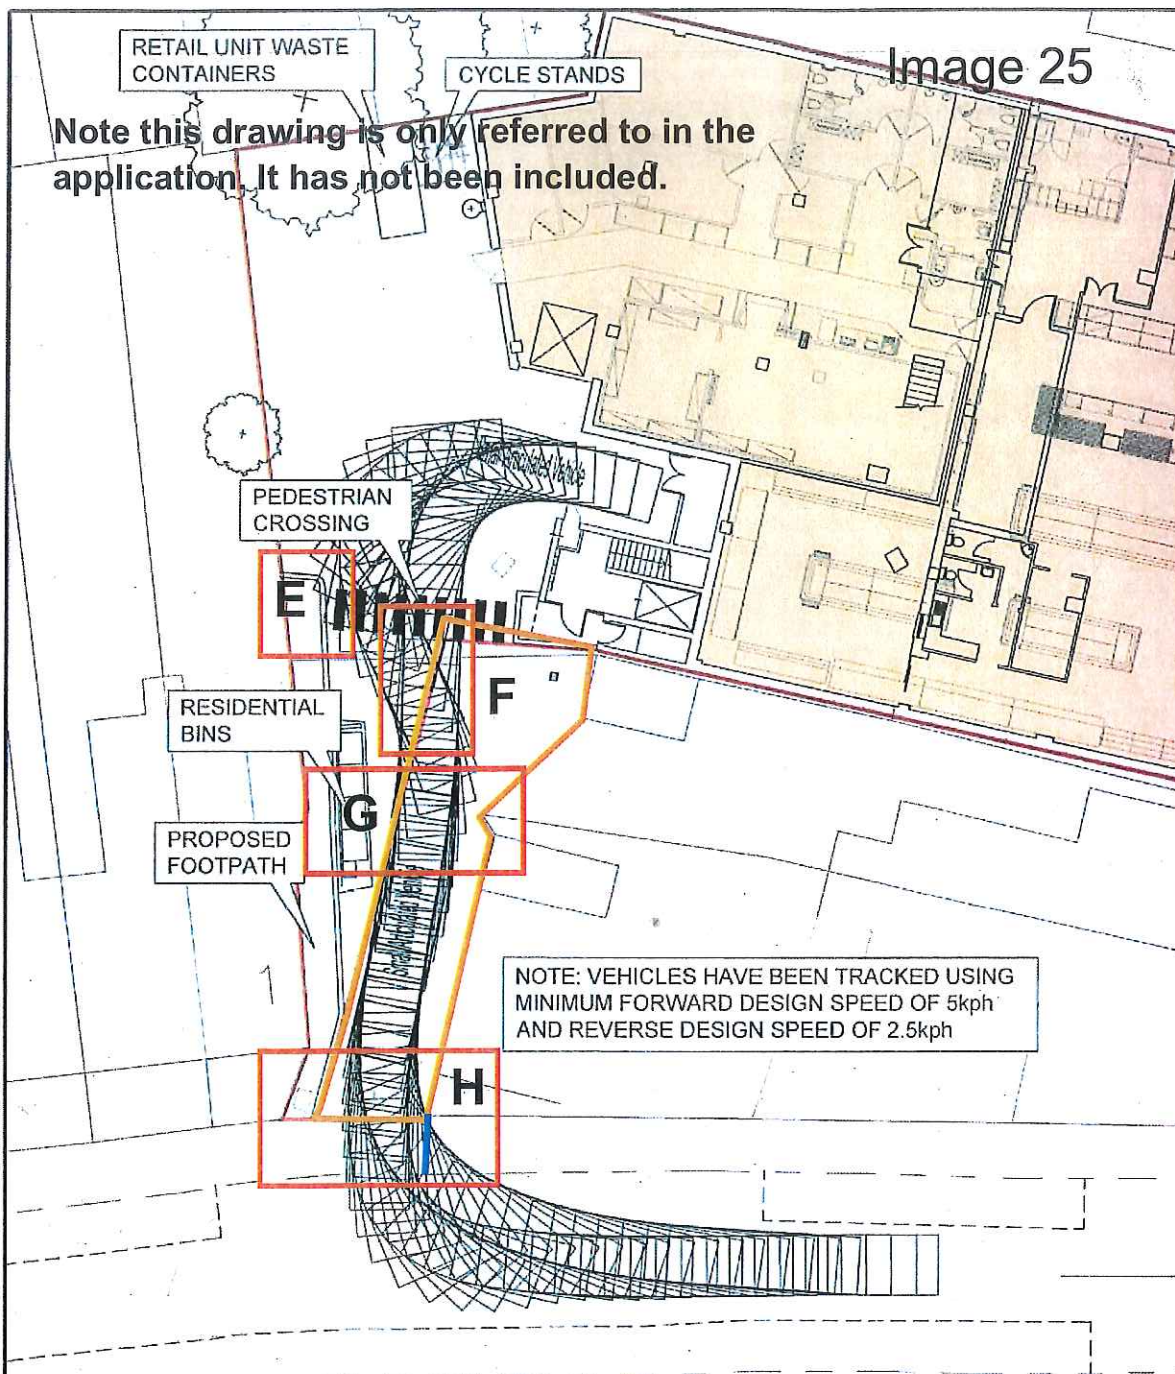 RETAIL UNIT WASTE
CONTAINERS
CYCLE STANDS
Image 25
Note this drawing is only referred to in the
application. It has not been included.
PEDESTRIAN
CROSSING
E
F
RESIDENTIAL
BINS
G
PROPOSED
FOOTPATH
1
NOTE: VEHICLES HAVE BEEN TRACKED USING
MINIMUM FORWARD DESIGN SPEED OF 5kph
AND REVERSE DESIGN SPEED OF 2.5kph
H